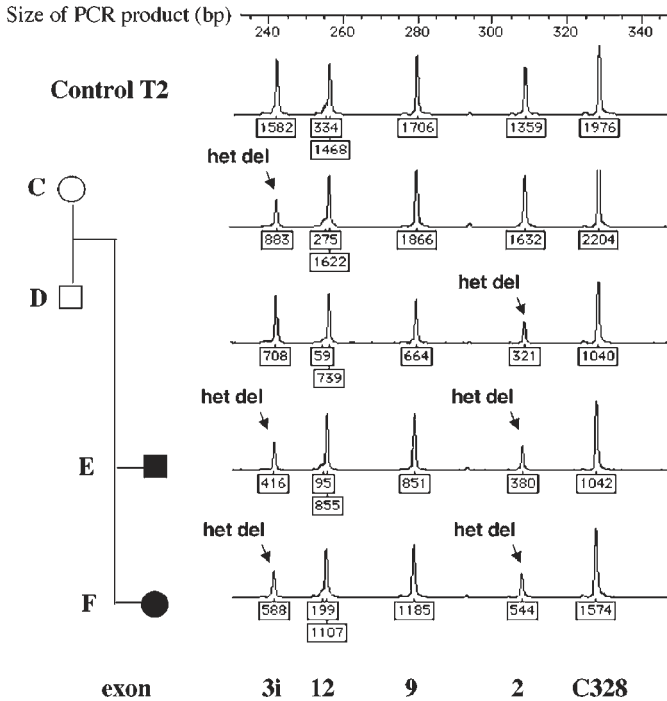 Size of PCR product (bp)
240 260 280 300 320 340
Control T2
1582 334 1706 1359 1976
1468
het del
C
883 275 1866 1632 2204
1622
D
het del
708 59 664 321 1040
739
het del het del
E
416 95 851 380 1042
855
het del het del
F
588 199 1185 544 1574
1107
exon 3i 12 9 2 C328